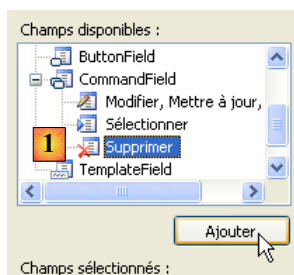 Champs disponibles :
ButtonField
CommandField
Modifier, Mettre à jour,
Sélectionner
1
Supprimer
TemplateField
Ajouter
Champs sélectionnés :